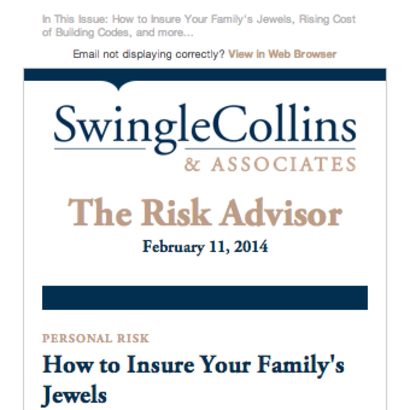 In This Issue: How to Insure Your Family's Jewels, Rising Cost
of Building Codes, and more...
Email not displaying correctly? View in Web Browser
SwingleCollins
& ASSOCIATES
The Risk Advisor
February 11, 2014
PERSONAL RISK
How to Insure Your Family's
Jewels